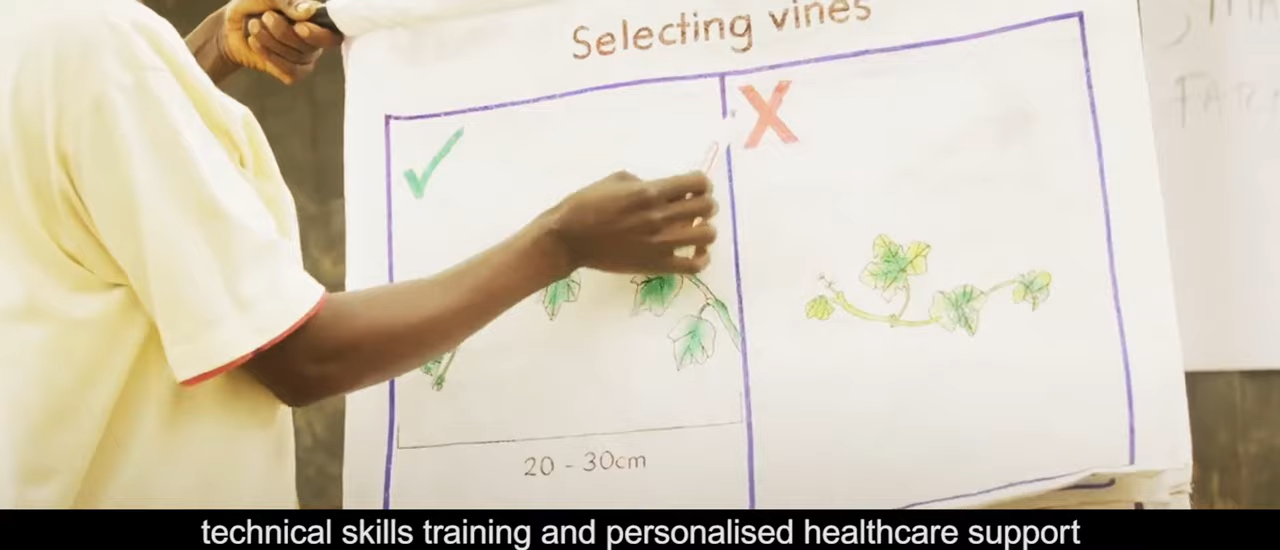 Selecting vines
✓
X
20 - 30cm
technical skills training and personalised healthcare support